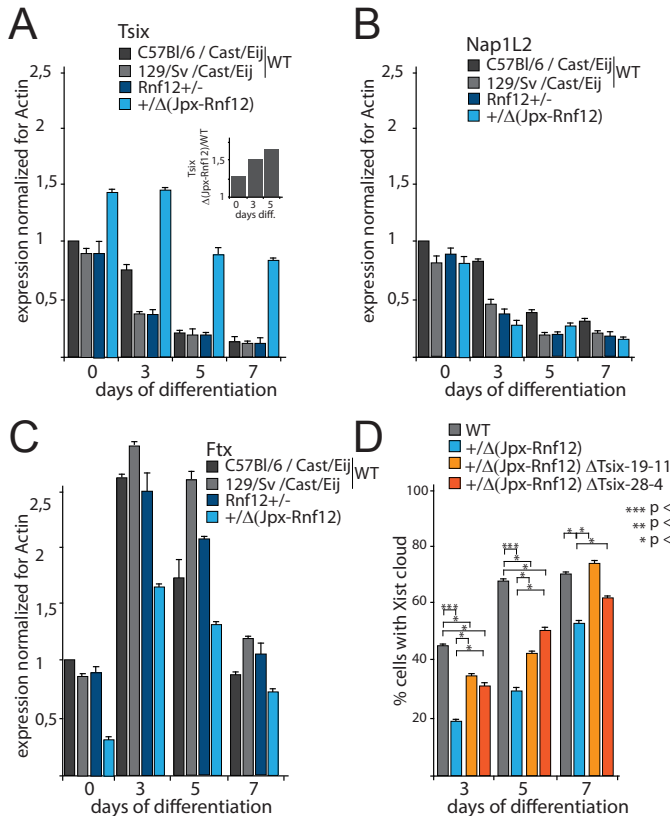 A
Tsix
C57Bl/6 / Cast/Eij
129/Sv /Cast/Eij
WT
Rnf12+/-
+/Δ(Jpx-Rnf12)
expression normalized for Actin
2,5
2
1,5
1
0,5
Tsix
Δ(Jpx-Rnf12)/WT
1,5
1
0 3 5
days diff.
0 3 5 7
days of differentiation
B
Nap1L2
C57Bl/6 / Cast/Eij
129/Sv /Cast/Eij
WT
Rnf12+/-
+/Δ(Jpx-Rnf12)
expression normalized for Actin
2,5
2
1,5
1
0,5
0 3 5 7
days of differentiation
C
Ftx
C57Bl/6 / Cast/Eij
129/Sv /Cast/Eij
WT
Rnf12+/-
+/Δ(Jpx-Rnf12)
expression normalized for Actin
2,5
2
1,5
1
0,5
0 3 5 7
days of differentiation
D
WT
+/Δ(Jpx-Rnf12)
+/Δ(Jpx-Rnf12) ΔTsix-19-11
+/Δ(Jpx-Rnf12) ΔTsix-28-4
% cells with Xist cloud
100
80
60
40
20
*** p <
** p <
* p <
***
*
*
*
*
***
*
*
*
*
*
*
3 5 7
days of differentiation